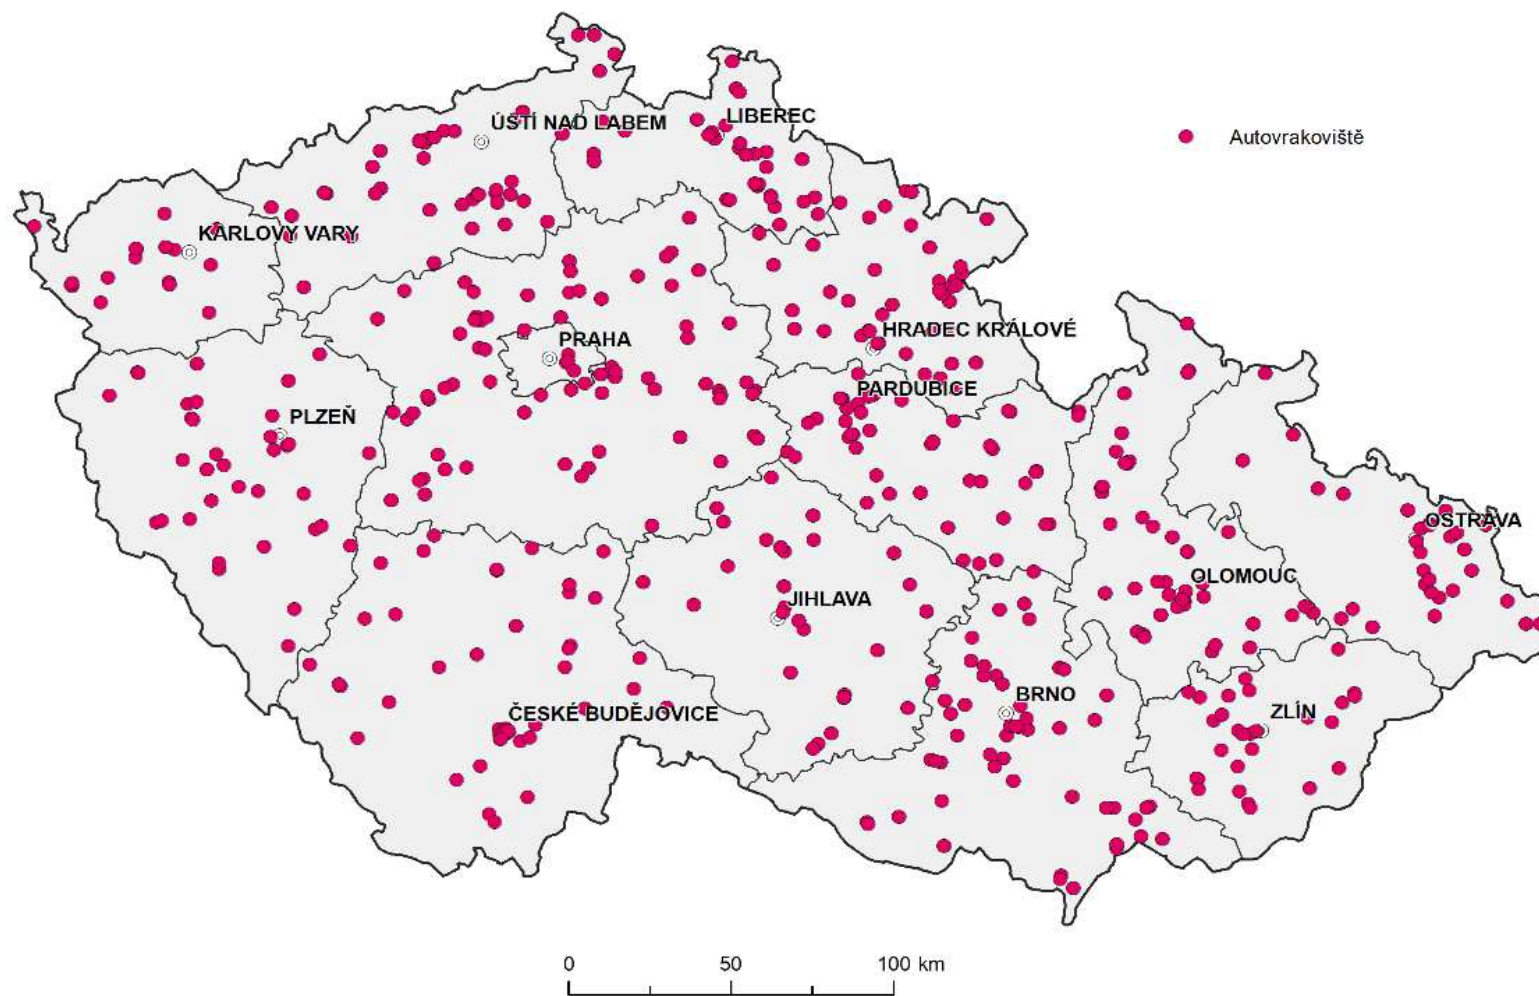 ÚSTÍ NAD LABEM
LIBEREC
Autovrakoviště
KARLOVY VARY
PRAHA
HRADEC KRÁLOVÉ
PARDUBICE
PLZEŇ
OSTRAVA
OLOMOUC
JIHLAVA
BRNO
ZLÍN
ČESKÉ BUDĚJOVICE
0 50 100 km